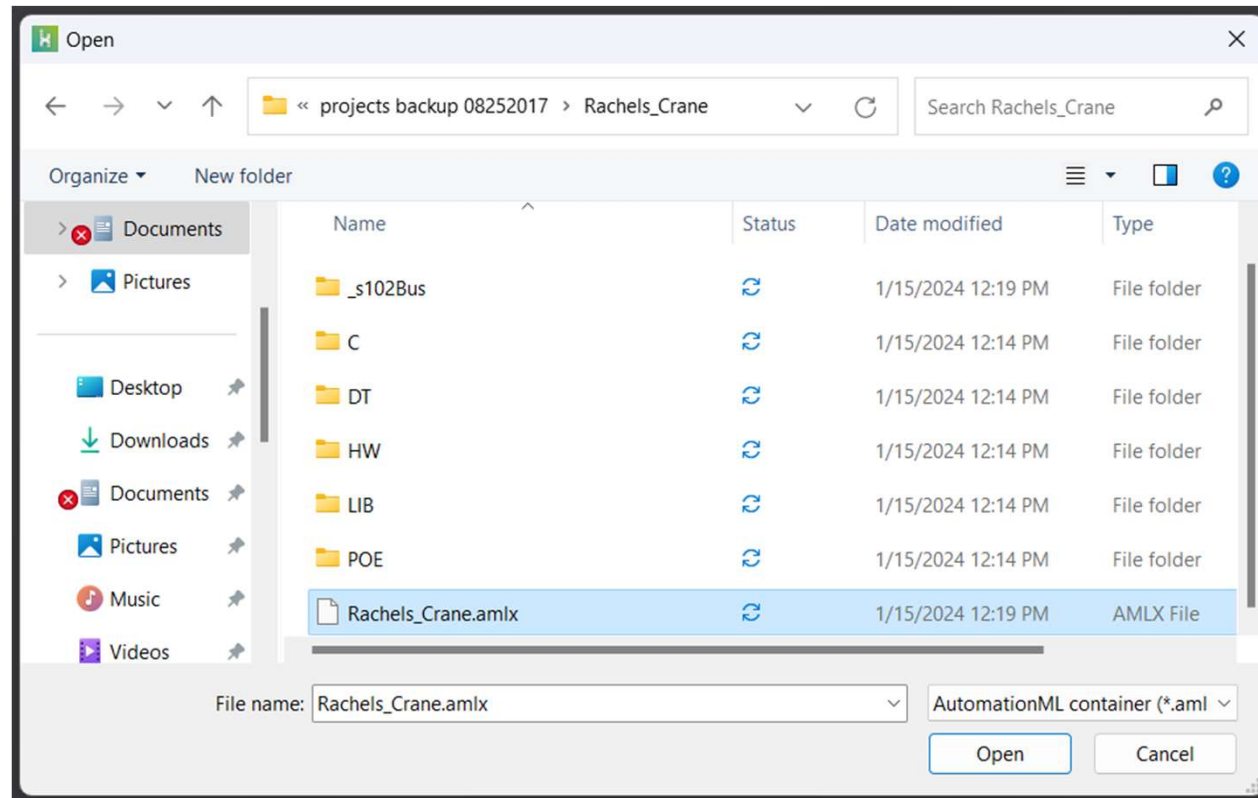 Open
« projects backup 08252017 > Rachels_Crane
Search Rachels_Crane
Organize
New folder
Name Status Date modified Type
Documents
Pictures
Desktop
Downloads
Documents
Pictures
Music
Videos
_s102Bus 1/15/2024 12:19 PM File folder
C 1/15/2024 12:14 PM File folder
DT 1/15/2024 12:14 PM File folder
HW 1/15/2024 12:14 PM File folder
LIB 1/15/2024 12:14 PM File folder
POE 1/15/2024 12:14 PM File folder
Rachels_Crane.amlx 1/15/2024 12:19 PM AMLX File
File name: Rachels_Crane.amlx
AutomationML container (*.aml
Open
Cancel